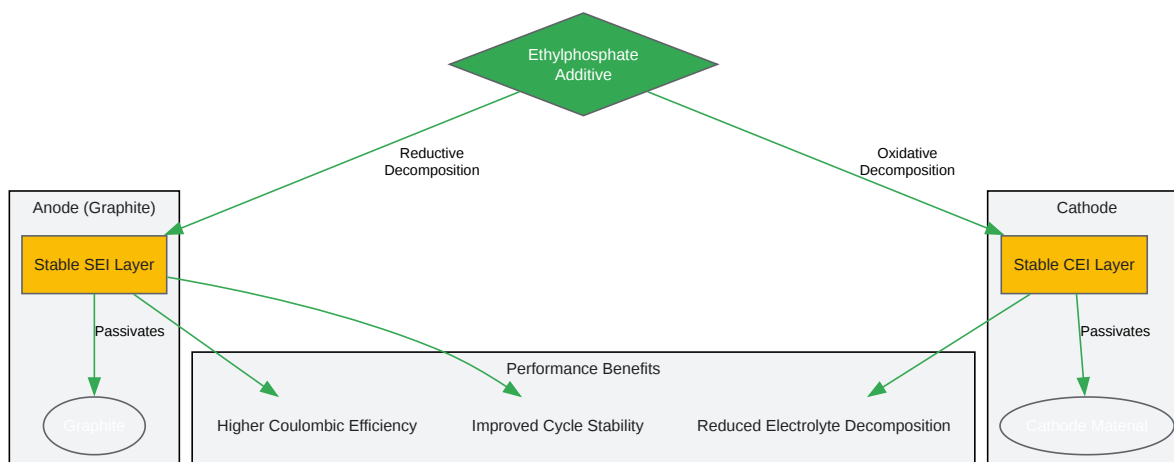 Ethylphosphate
Additive
Reductive
Decomposition
Oxidative
Decomposition
Anode (Graphite)
Cathode
Stable SEI Layer
Stable CEI Layer
Passivates
Passivates
Performance Benefits
Graphite
Higher Coulombic Efficiency
Improved Cycle Stability
Reduced Electrolyte Decomposition
Cathode Material